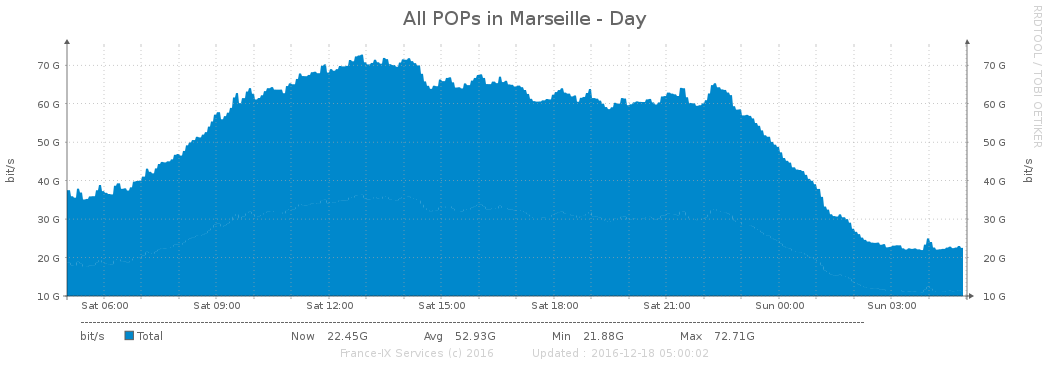 All POPs in Marseille - Day
RRDTOOL / TOBI OETIKER
bit/s
70 G
60 G
50 G
40 G
30 G
20 G
10 G
70 G
60 G
50 G
40 G
30 G
20 G
10 G
bit/s
Sat 06:00 Sat 09:00 Sat 12:00 Sat 15:00 Sat 18:00 Sat 21:00 Sun 00:00 Sun 03:00
bit/s Total Now 22.45G Avg 52.93G Min 21.88G Max 72.71G
France-IX Services (c) 2016 Updated : 2016-12-18 05:00:02